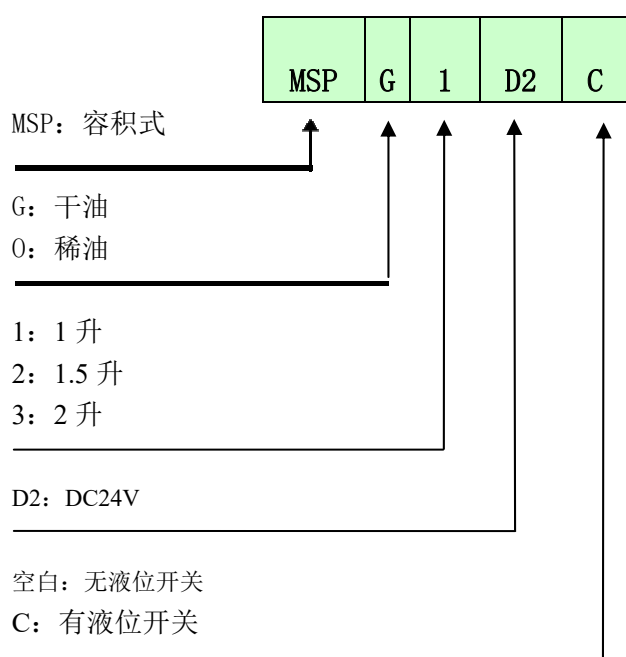 MSP G 1 D2 C
MSP：容积式
G：干油
O：稀油
1：1 升
2：1.5 升
3：2 升
D2：DC24V
空白：无液位开关
C：有液位开关